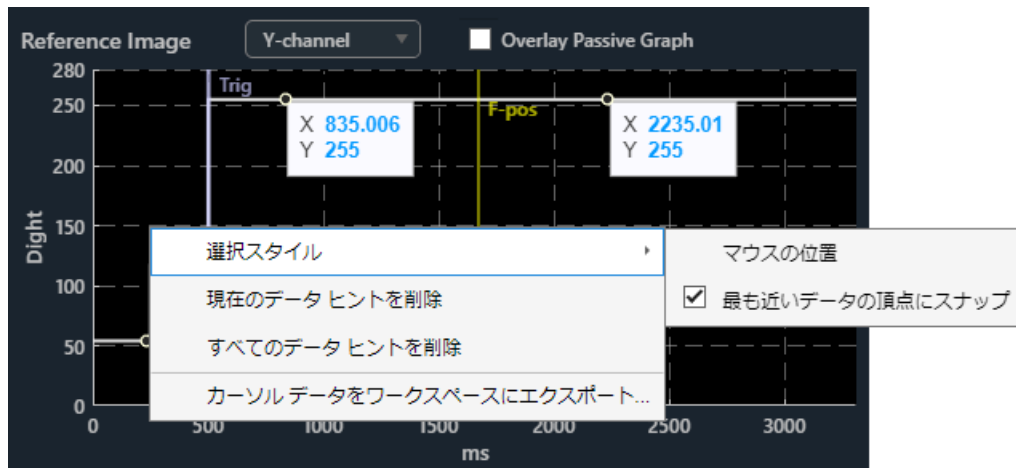 Reference Image
Y-channel
Overlay Passive Graph
280
250
200
150
100
50
0
Dight
Trig
F-pos
X 835.006
Y 255
X 2235.01
Y 255
選択スタイル
現在のデータ ヒントを削除
すべてのデータ ヒントを削除
カーソル データをワークスペースにエクスポート...
マウスの位置
最も近いデータの頂点にスナップ
0
500
1000
1500
2000
2500
3000
ms